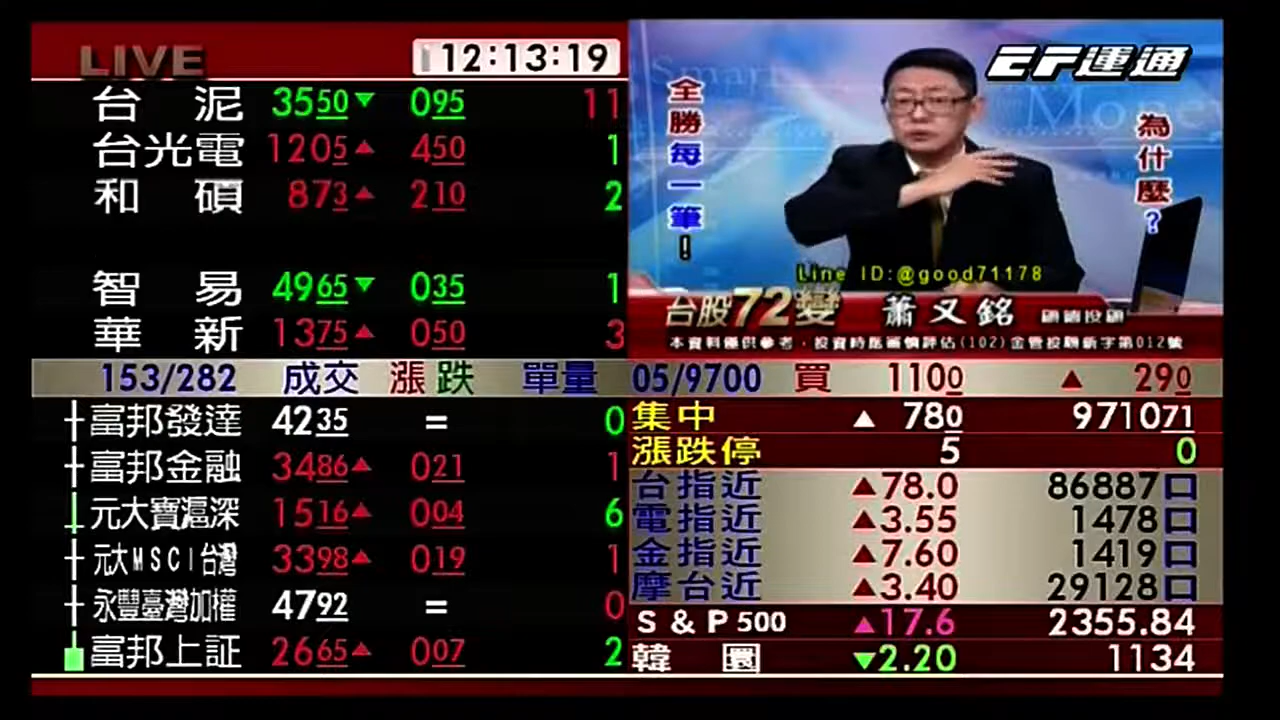 LIVE
12:13:19
台泥 3550▼ 095 11
台光電 1205▲ 450 1
和碩 873▲ 210 2
智易 4965▼ 035 1
華新 1375▲ 050 3
153/282 成交 漲跌 單量
富邦發達 4235 = 0
富邦金融 3486▲ 021 1
元大寶滬深 1516▲ 004 6
元大MSCI台灣 3398▲ 019 1
永豐臺灣加權 4792 = 0
富邦上証 2665▲ 007 2
運通
Smart
Money
全勝每一筆!
為什麼?
Line ID:@good71178
台股72變 蕭又銘
本資料僅供參考,投資時應審慎評估(102)金管投顧新字第012號
05/9700 買 1100 ▲ 290
集中 ▲ 780 971071
漲跌停 5 0
台指近 ▲78.0 86887口
電指近 ▲3.55 1478口
金指近 ▲7.60 1419口
摩台近 ▲3.40 29128口
S & P 500 ▲17.6 2355.84
韓圜 ▼2.20 1134